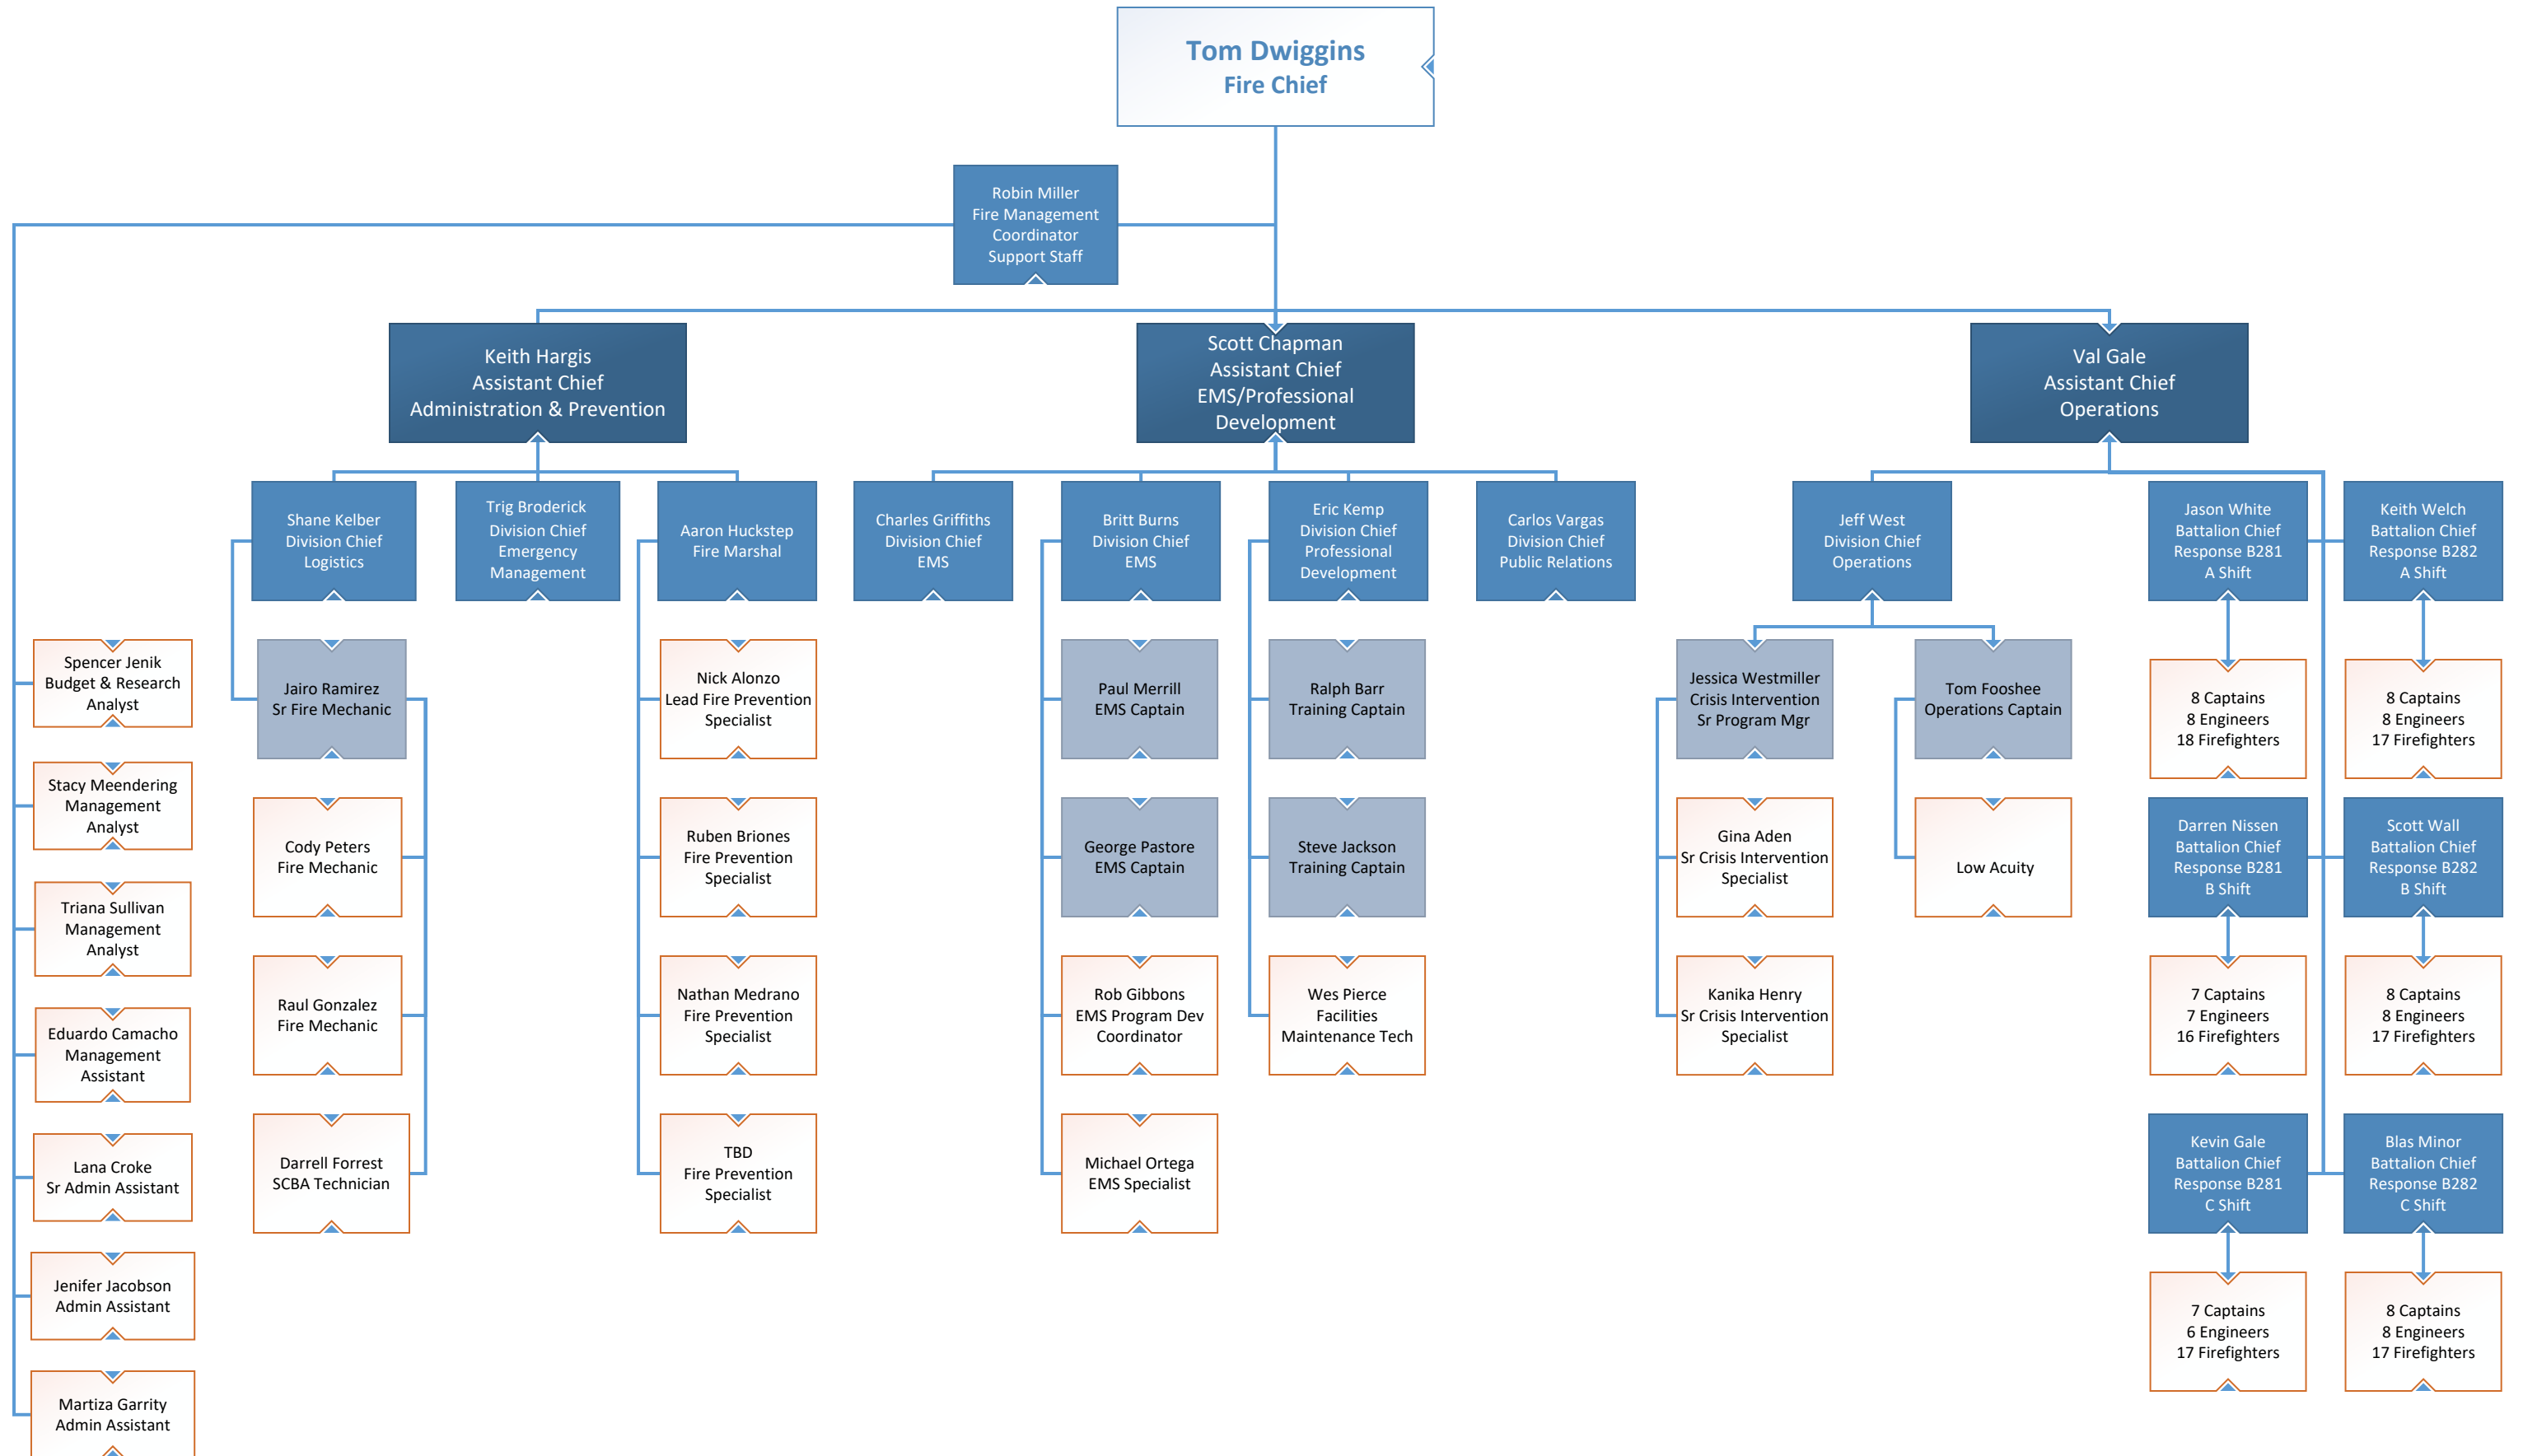 Tom Dwiggins
Fire Chief
Robin Miller
Fire Management
Coordinator
Support Staff
Keith Hargis
Assistant Chief
Administration & Prevention
Scott Chapman
Assistant Chief
EMS/Professional
Development
Val Gale
Assistant Chief
Operations
Shane Kelber
Division Chief
Logistics
Trig Broderick
Division Chief
Emergency
Management
Aaron Huckstep
Fire Marshal
Charles Griffiths
Division Chief
EMS
Britt Burns
Division Chief
EMS
Eric Kemp
Division Chief
Professional
Development
Carlos Vargas
Division Chief
Public Relations
Jeff West
Division Chief
Operations
Jason White
Battalion Chief
Response B281
A Shift
Keith Welch
Battalion Chief
Response B282
A Shift
Spencer Jenik
Budget & Research
Analyst
Stacy Meendering
Management
Analyst
Triana Sullivan
Management
Analyst
Eduardo Camacho
Management
Assistant
Lana Croke
Sr Admin Assistant
Jenifer Jacobson
Admin Assistant
Martiza Garrity
Admin Assistant
Jairo Ramirez
Sr Fire Mechanic
Cody Peters
Fire Mechanic
Raul Gonzalez
Fire Mechanic
Darrell Forrest
SCBA Technician
Nick Alonzo
Lead Fire Prevention
Specialist
Ruben Briones
Fire Prevention
Specialist
Nathan Medrano
Fire Prevention
Specialist
TBD
Fire Prevention
Specialist
Paul Merrill
EMS Captain
George Pastore
EMS Captain
Rob Gibbons
EMS Program Dev
Coordinator
Michael Ortega
EMS Specialist
Ralph Barr
Training Captain
Steve Jackson
Training Captain
Wes Pierce
Facilities
Maintenance Tech
Jessica Westmiller
Crisis Intervention
Sr Program Mgr
Gina Aden
Sr Crisis Intervention
Specialist
Kanika Henry
Sr Crisis Intervention
Specialist
Tom Fooshee
Operations Captain
Low Acuity
8 Captains
8 Engineers
18 Firefighters
8 Captains
8 Engineers
17 Firefighters
Darren Nissen
Battalion Chief
Response B281
B Shift
Scott Wall
Battalion Chief
Response B282
B Shift
7 Captains
7 Engineers
16 Firefighters
8 Captains
8 Engineers
17 Firefighters
Kevin Gale
Battalion Chief
Response B281
C Shift
Blas Minor
Battalion Chief
Response B282
C Shift
7 Captains
6 Engineers
17 Firefighters
8 Captains
8 Engineers
17 Firefighters